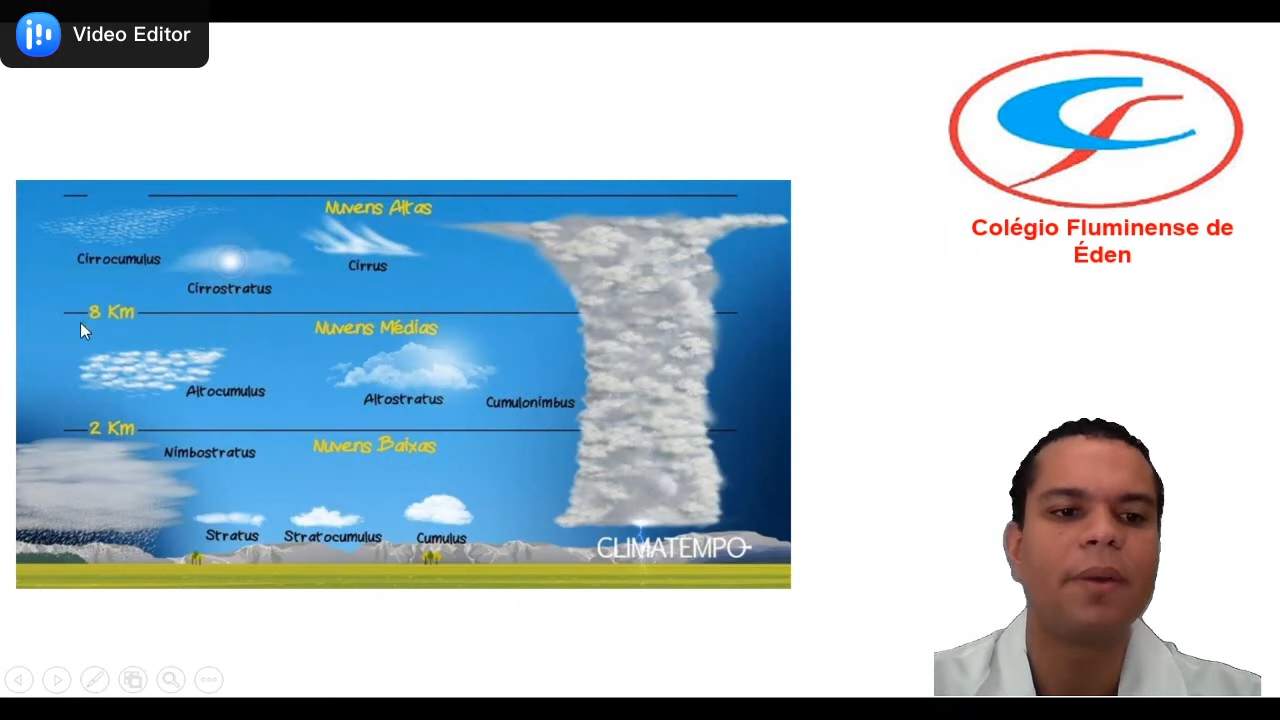 Video Editor
Colégio Fluminense de
Éden
Nuvens Altas
Cirrocumulus
Cirrus
Cirrostratus
8 Km
Nuvens Médias
Altocumulus
Altostratus
Cumulonimbus
2 Km
Nuvens Baixas
Nimbostratus
Stratus
Stratocumulus
Cumulus
CLIMATEMPO